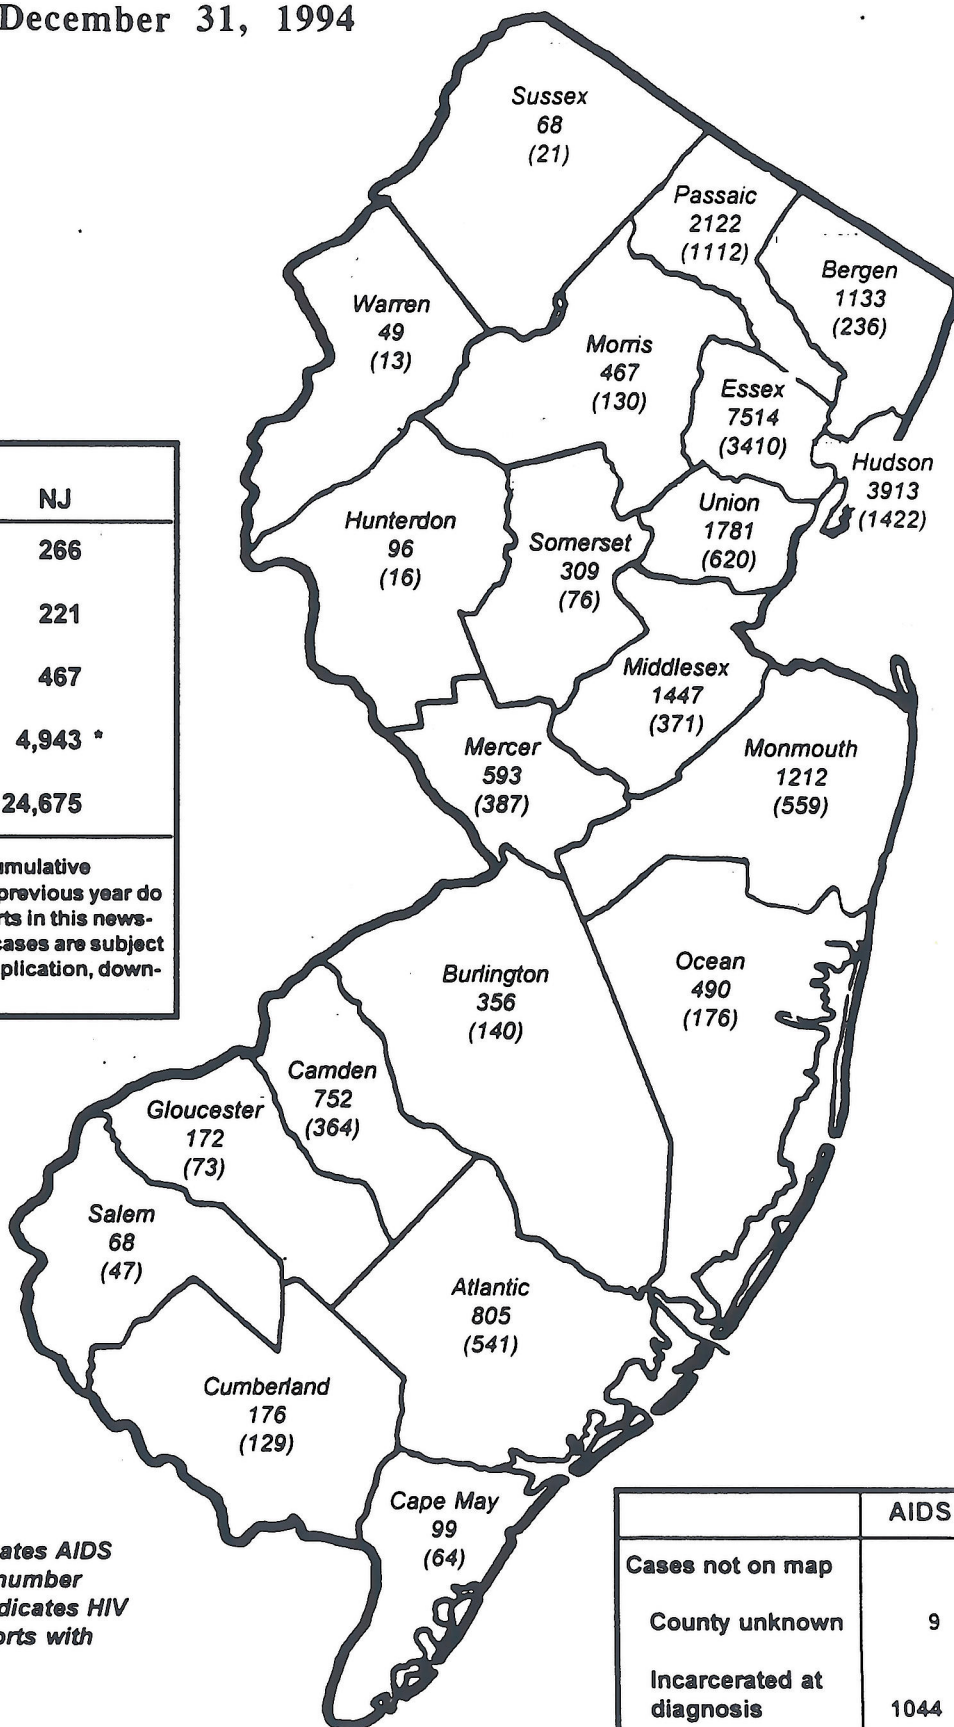 December 31, 1994
Sussex
68
(21)
Passaic
2122
(1112)
Bergen
1133
(236)
Warren
49
(13)
Morris
467
(130)
Essex
7514
(3410)
Hudson
3913
(1422)
Hunterdon
96
(16)
Somerset
309
(76)
Union
1781
(620)
Middlesex
1447
(371)
Mercer
593
(387)
Monmouth
1212
(559)
Burlington
356
(140)
Ocean
490
(176)
Camden
752
(364)
Gloucester
172
(73)
Salem
68
(47)
Atlantic
805
(541)
Cumberland
176
(129)
Cape May
99
(64)
NJ
266
221
467
4,943 *
24,675
umulative
previous year do
rts in this news-
cases are subject
plication, down-
ates AIDS
number
dicates HIV
orts with
AIDS
Cases not on map
County unknown 9
Incarcerated at
diagnosis 1044